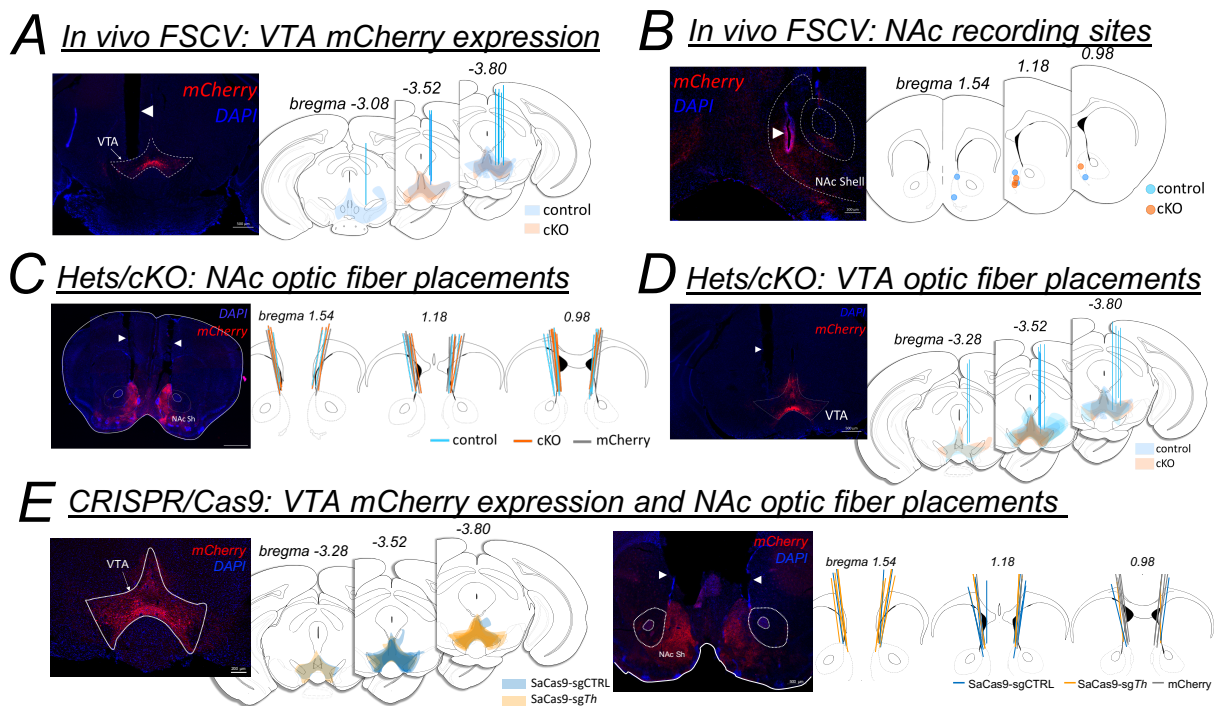 A In vivo FSCV: VTA mCherry expression
mCherry
DAPI
VTA
500 µm
bregma -3.08
-3.52
-3.80
control
cKO
B In vivo FSCV: NAc recording sites
mCherry
DAPI
NAc Shell
bregma 1.54
1.18
0.98
control
cKO
C Hets/cKO: NAc optic fiber placements
DAPI
mCherry
NAc Sh
bregma 1.54
1.18
0.98
control
cKO
mCherry
D Hets/cKO: VTA optic fiber placements
DAPI
mCherry
VTA
500 µm
bregma -3.28
-3.52
-3.80
control
cKO
E CRISPR/Cas9: VTA mCherry expression and NAc optic fiber placements
mCherry
DAPI
VTA
200 µm
bregma -3.28
-3.52
-3.80
SaCas9-sgCTRL
SaCas9-sgTh
mCherry
DAPI
NAc Sh
bregma 1.54
1.18
0.98
SaCas9-sgCTRL
SaCas9-sgTh
mCherry